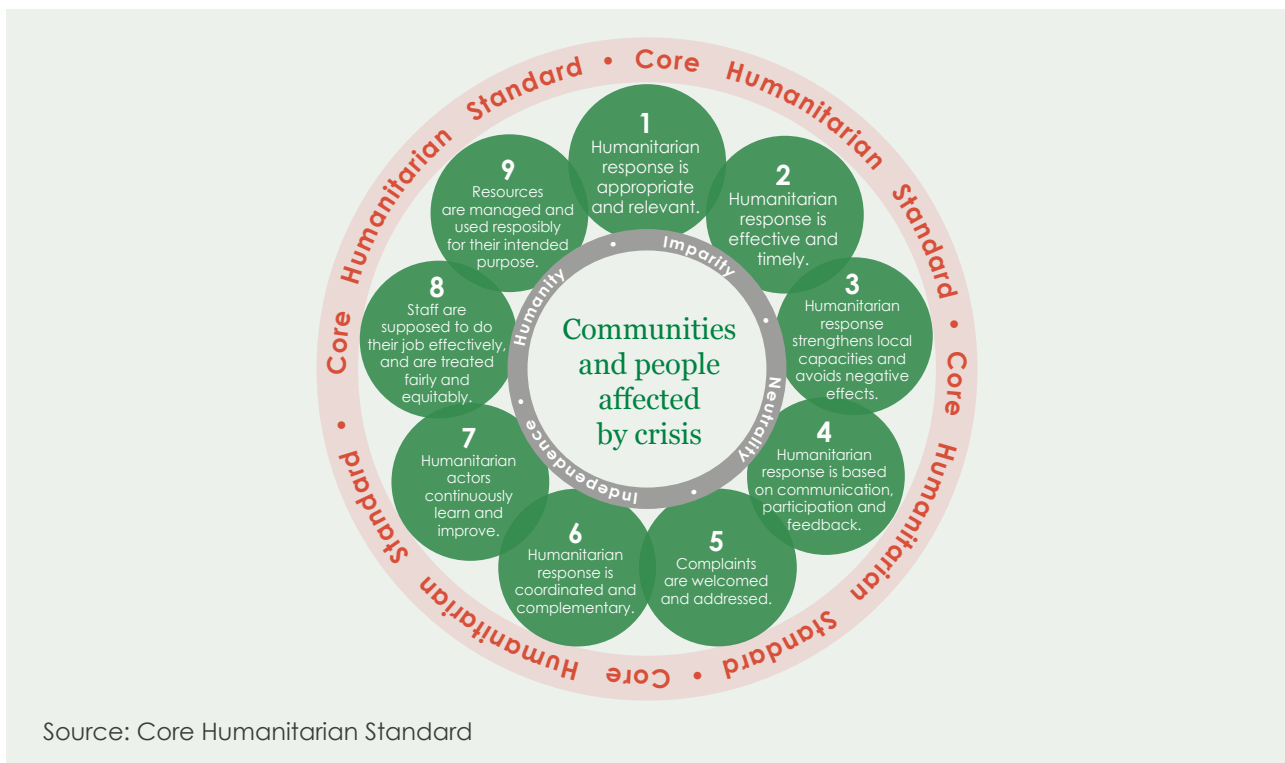 Core Humanitarian Standard • Core Humanitarian Standard • Core Humanitarian Standard • Core Humanitarian Standard •
1
Humanitarian
response is
appropriate
and relevant.
2
Humanitarian
response is
effective and
timely.
3
Humanitarian
response
strengthens local
capacities and
avoids negative
effects.
4
Humanitarian
response is based
on communication,
participation and
feedback.
5
Complaints
are welcomed
and addressed.
6
Humanitarian
response is
coordinated and
complementary.
7
Humanitarian
actors
continuously
learn and
improve.
8
Staff are
supposed to do
their job effectively,
and are treated
fairly and
equitably.
9
Resources
are managed and
used resposibly
for their intended
purpose.
Humanity • Imparity • Neutrality • Independence •
Communities
and people
affected
by crisis
Source: Core Humanitarian Standard